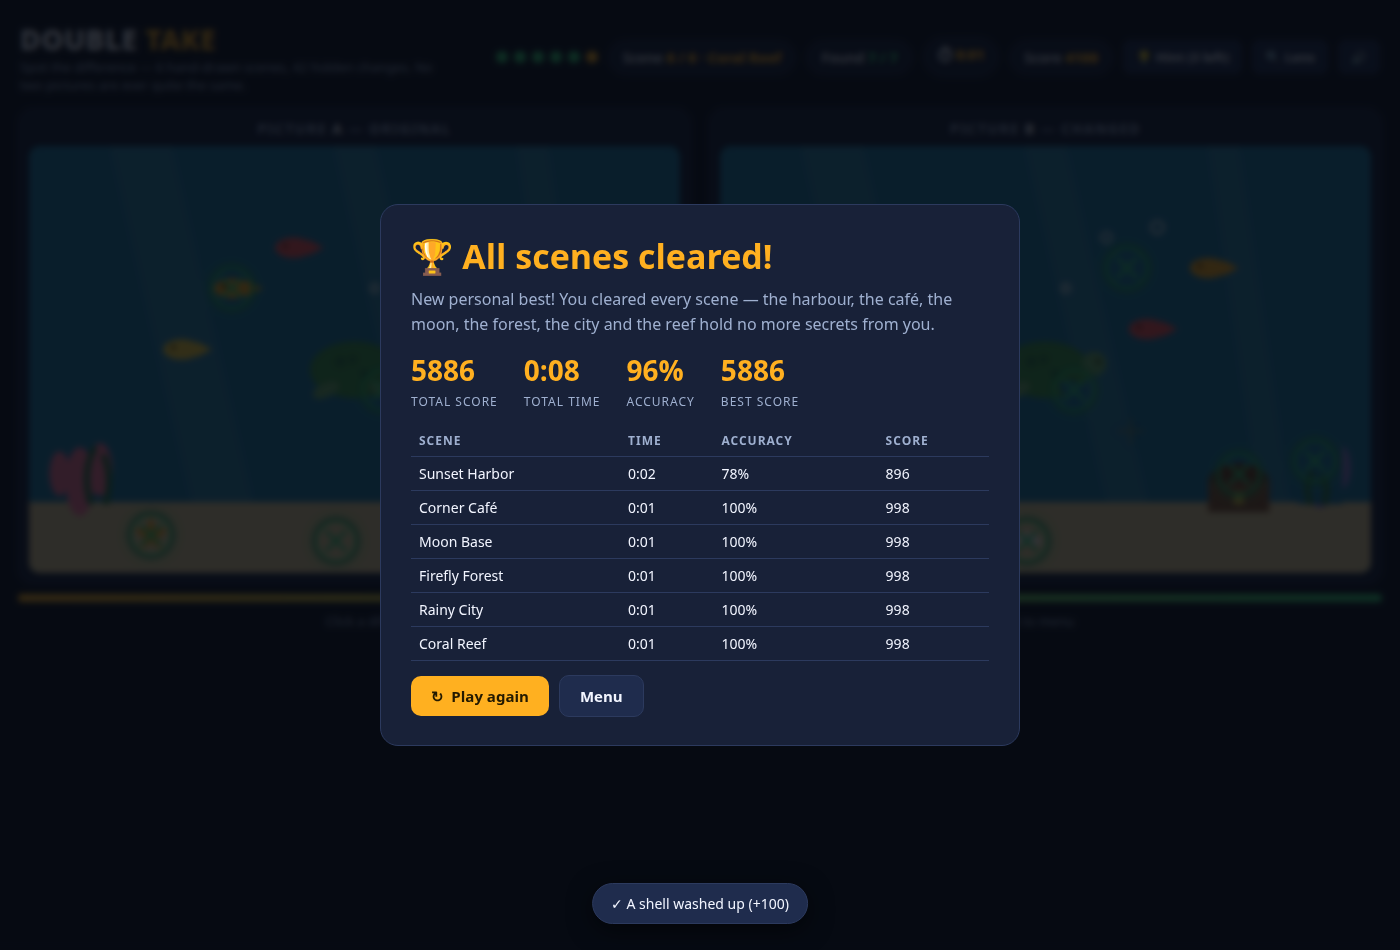 DOUBLE TAKE
🏆 All scenes cleared!
New personal best! You cleared every scene — the harbour, the café, the
moon, the forest, the city and the reef hold no more secrets from you.
5886 0:08 96% 5886
TOTAL SCORE TOTAL TIME ACCURACY BEST SCORE
SCENE TIME ACCURACY SCORE
Sunset Harbor 0:02 78% 896
Corner Café 0:01 100% 998
Moon Base 0:01 100% 998
Firefly Forest 0:01 100% 998
Rainy City 0:01 100% 998
Coral Reef 0:01 100% 998
↻ Play again Menu
✓ A shell washed up (+100)